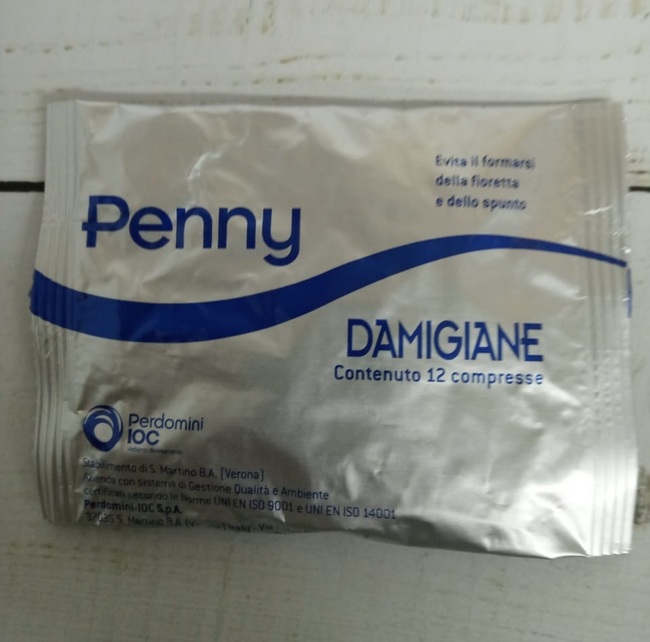 Evita il formarsi
della fioretta
e dello spunto
Penny
DAMIGIANE
Contenuto 12 compresse
Perdomini
IOC
Stabilimento di S. Martino B.A. (Verona)
Azienda con sistema di Gestione Qualità e Ambiente
certificati secondo le Norme UNI EN ISO 9001 e UNI EN ISO 14001
Perdomini-IOC S.p.A.
37035 S. Martino B.A.